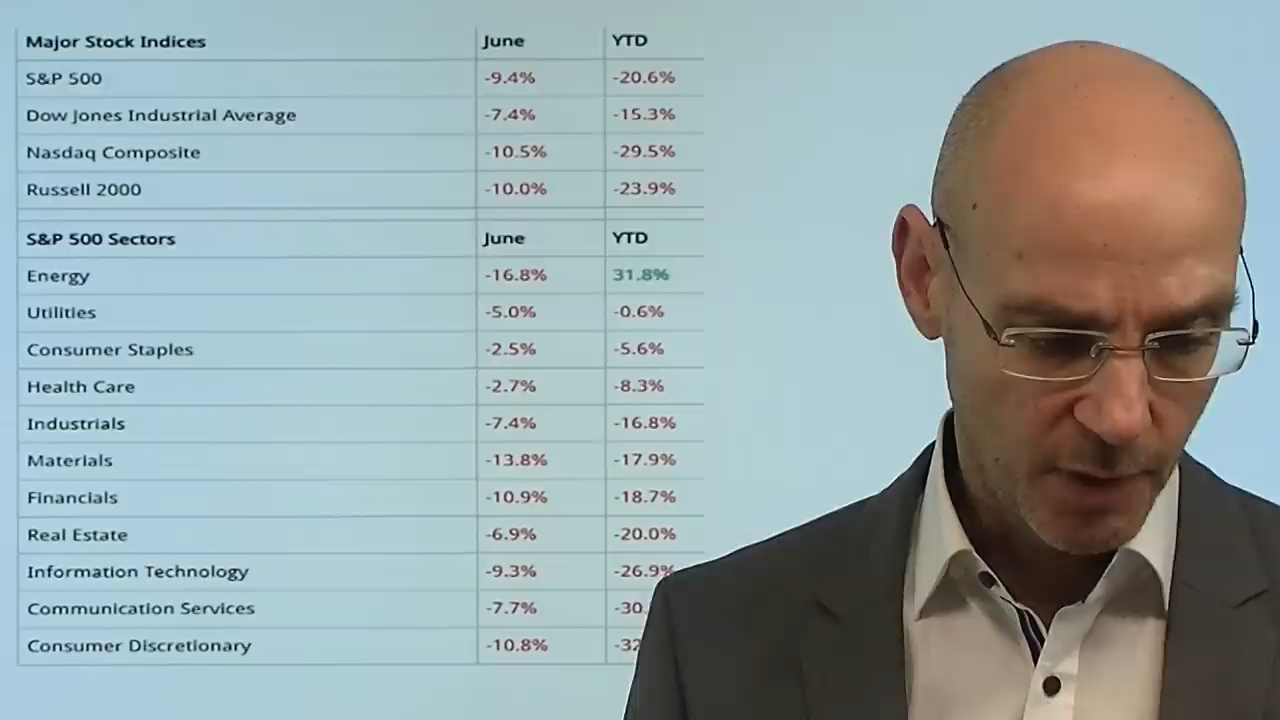 Major Stock Indices June YTD
S&P 500 -9.4% -20.6%
Dow Jones Industrial Average -7.4% -15.3%
Nasdaq Composite -10.5% -29.5%
Russell 2000 -10.0% -23.9%
S&P 500 Sectors June YTD
Energy -16.8% 31.8%
Utilities -5.0% -0.6%
Consumer Staples -2.5% -5.6%
Health Care -2.7% -8.3%
Industrials -7.4% -16.8%
Materials -13.8% -17.9%
Financials -10.9% -18.7%
Real Estate -6.9% -20.0%
Information Technology -9.3% -26.9%
Communication Services -7.7%
Consumer Discretionary -10.8%